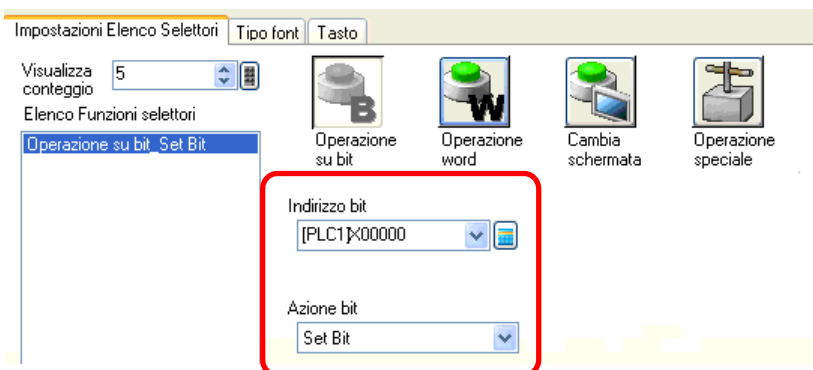 Impostazioni Elenco Selettori Tipo font Tasto
Visualizza
conteggio
5
Elenco Funzioni selettori
Operazione su bit_Set Bit
B
Operazione
su bit
W
Operazione
word
Cambia
schermata
Operazione
speciale
Indirizzo bit
[PLC1]X00000
Azione bit
Set Bit